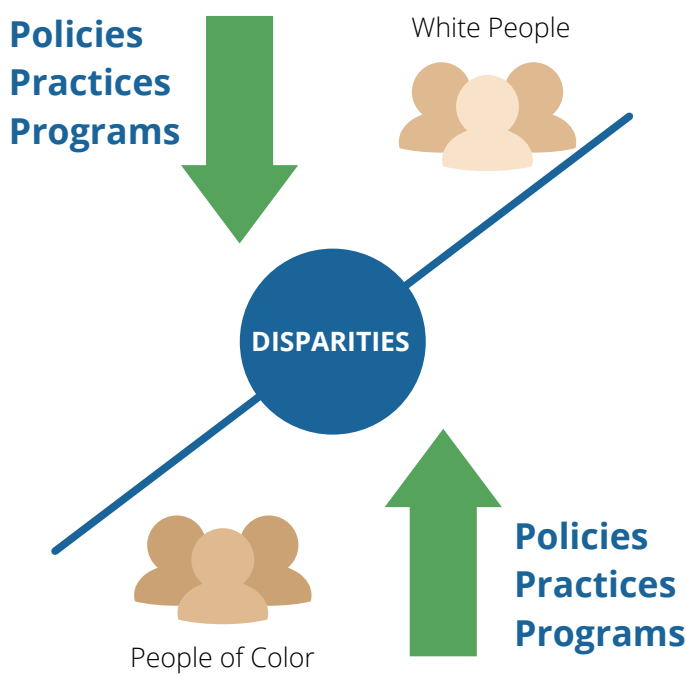 Policies
Practices
Programs
White People
DISPARITIES
Policies
Practices
Programs
People of Color